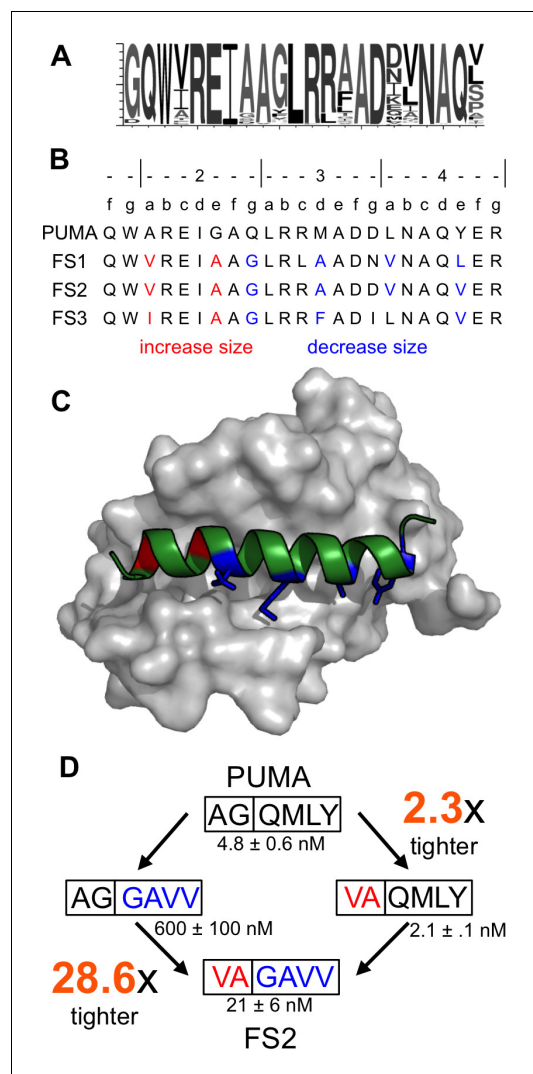 A
GQWVREIAAGLRRAADDVNAQV
B
- - - - 2 - - - - - - 3 - - - - - - 4 - - -
f g a b c d e f g a b c d e f g a b c d e f g
PUMA Q W A R E I G A Q L R R M A D D L N A Q Y E R
FS1 Q W V R E I A A G L R L A A D N V N A Q L E R
FS2 Q W V R E I A A G L R R A A D D V N A Q V E R
FS3 Q W I R E I A A G L R R F A D I L N A Q V E R
increase size decrease size
C
D
PUMA
AG QMLY
4.8 ± 0.6 nM
2.3x
tighter
AG GAVV
VA QMLY
600 ± 100 nM
2.1 ± .1 nM
28.6x
tighter
VA GAVV
21 ± 6 nM
FS2